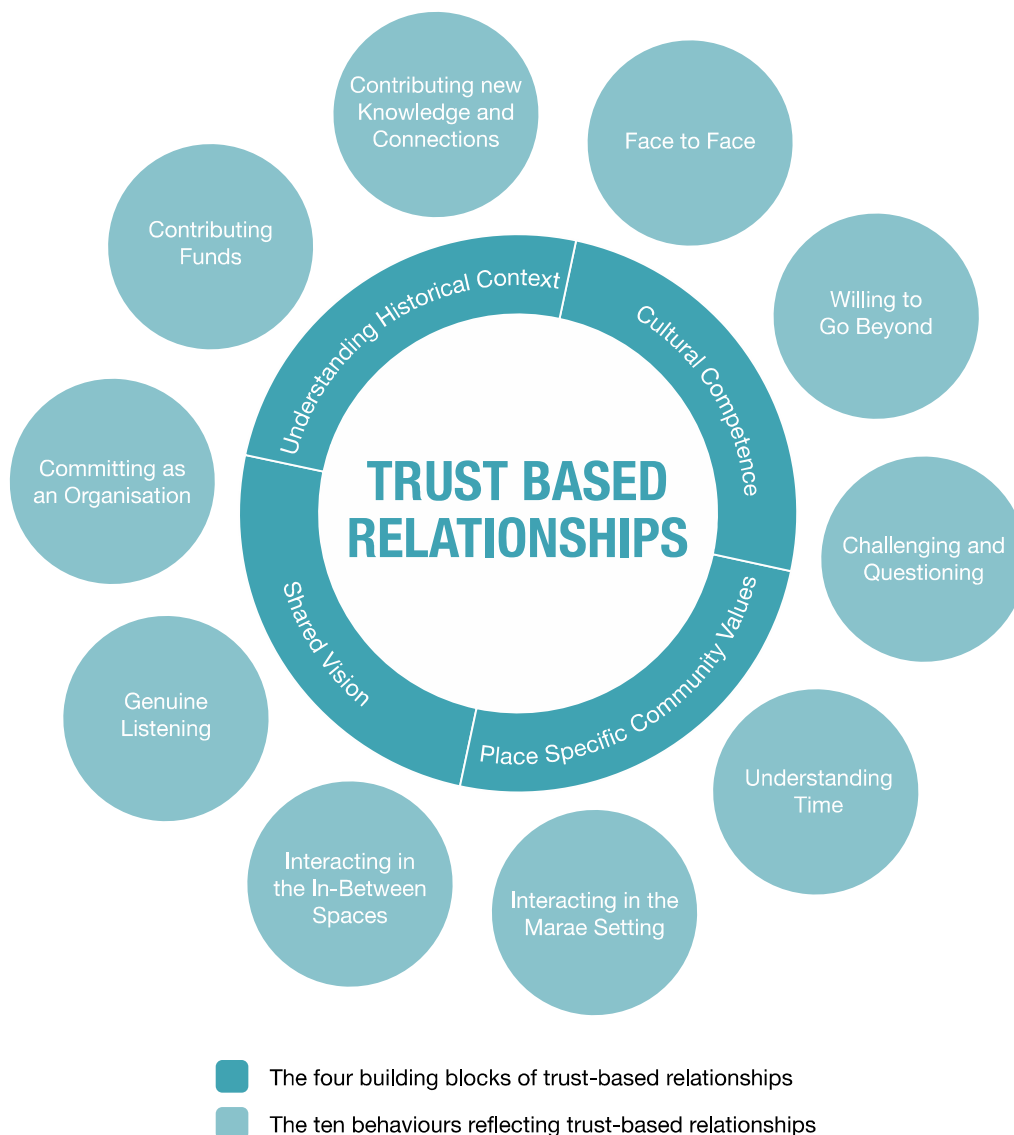 Contributing new
Knowledge and
Connections
Face to Face
Contributing
Funds
Willing to
Go Beyond
Understanding Historical Context
Cultural Competence
TRUST BASED
RELATIONSHIPS
Committing as
an Organisation
Challenging and
Questioning
Shared Vision
Place Specific Community Values
Genuine
Listening
Understanding
Time
Interacting in
the In-Between
Spaces
Interacting in the
Marae Setting
The four building blocks of trust-based relationships
The ten behaviours reflecting trust-based relationships